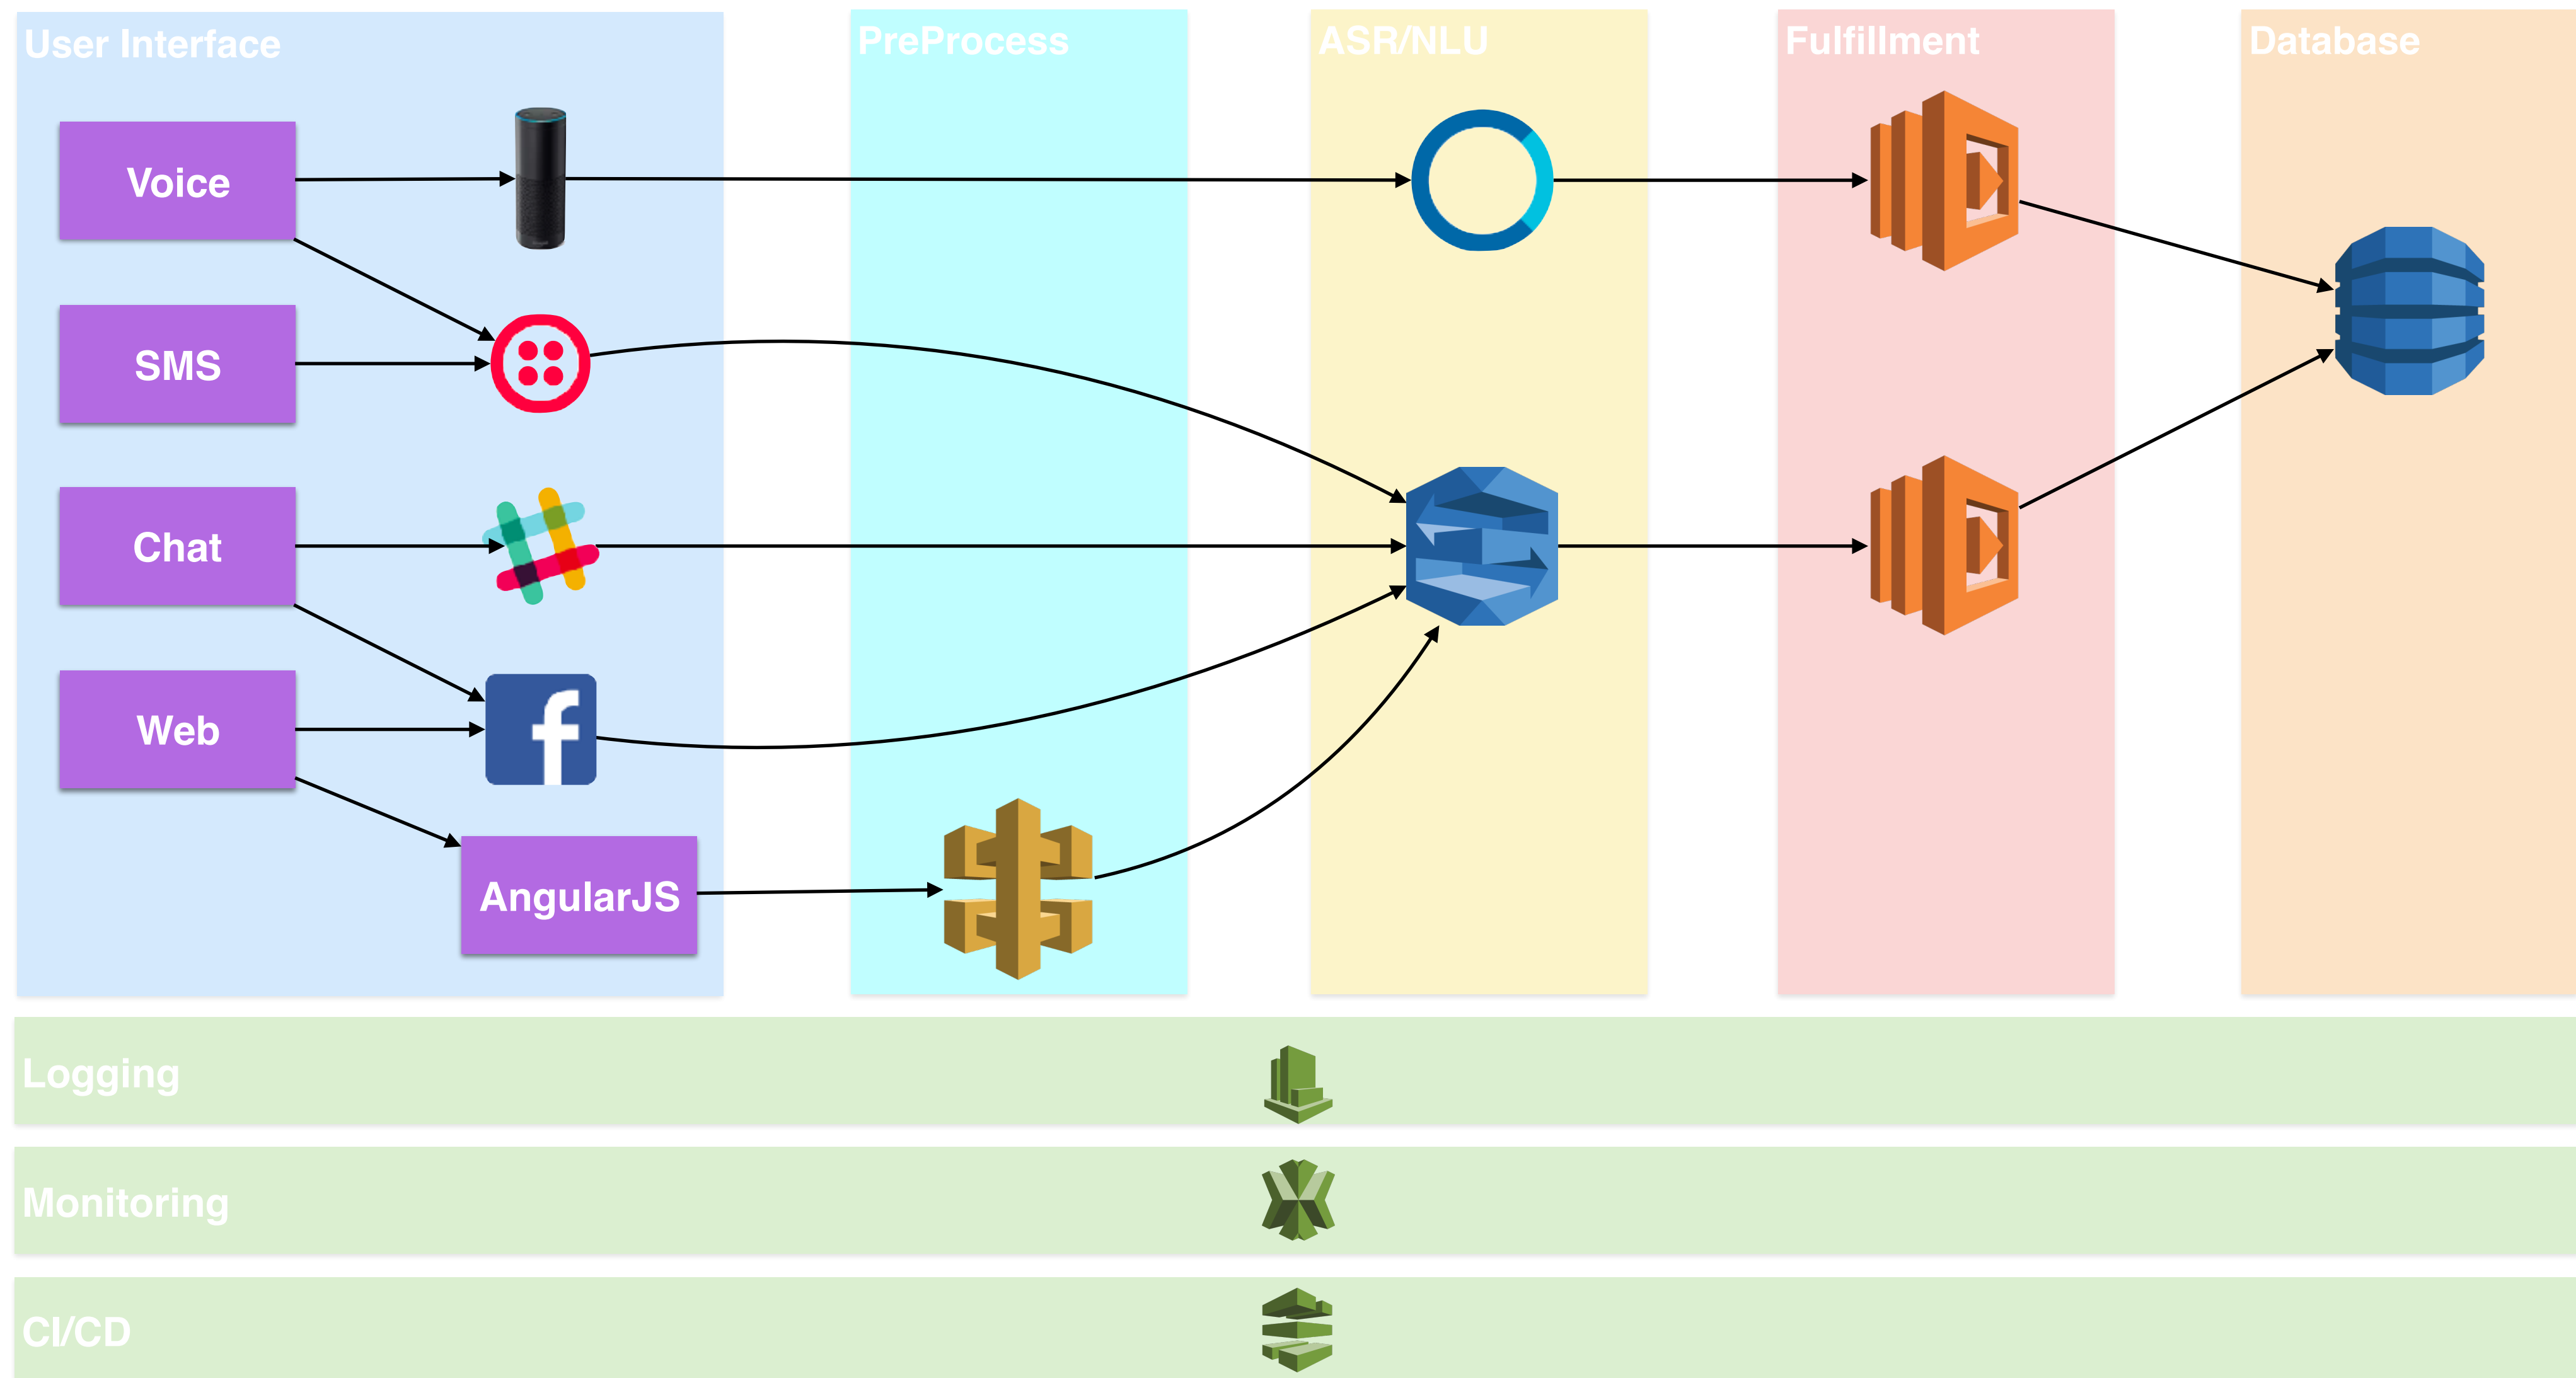 User Interface
PreProcess
ASR/NLU
Fulfillment
Database
Voice
SMS
Chat
Web
AngularJS
Logging
Monitoring
CI/CD